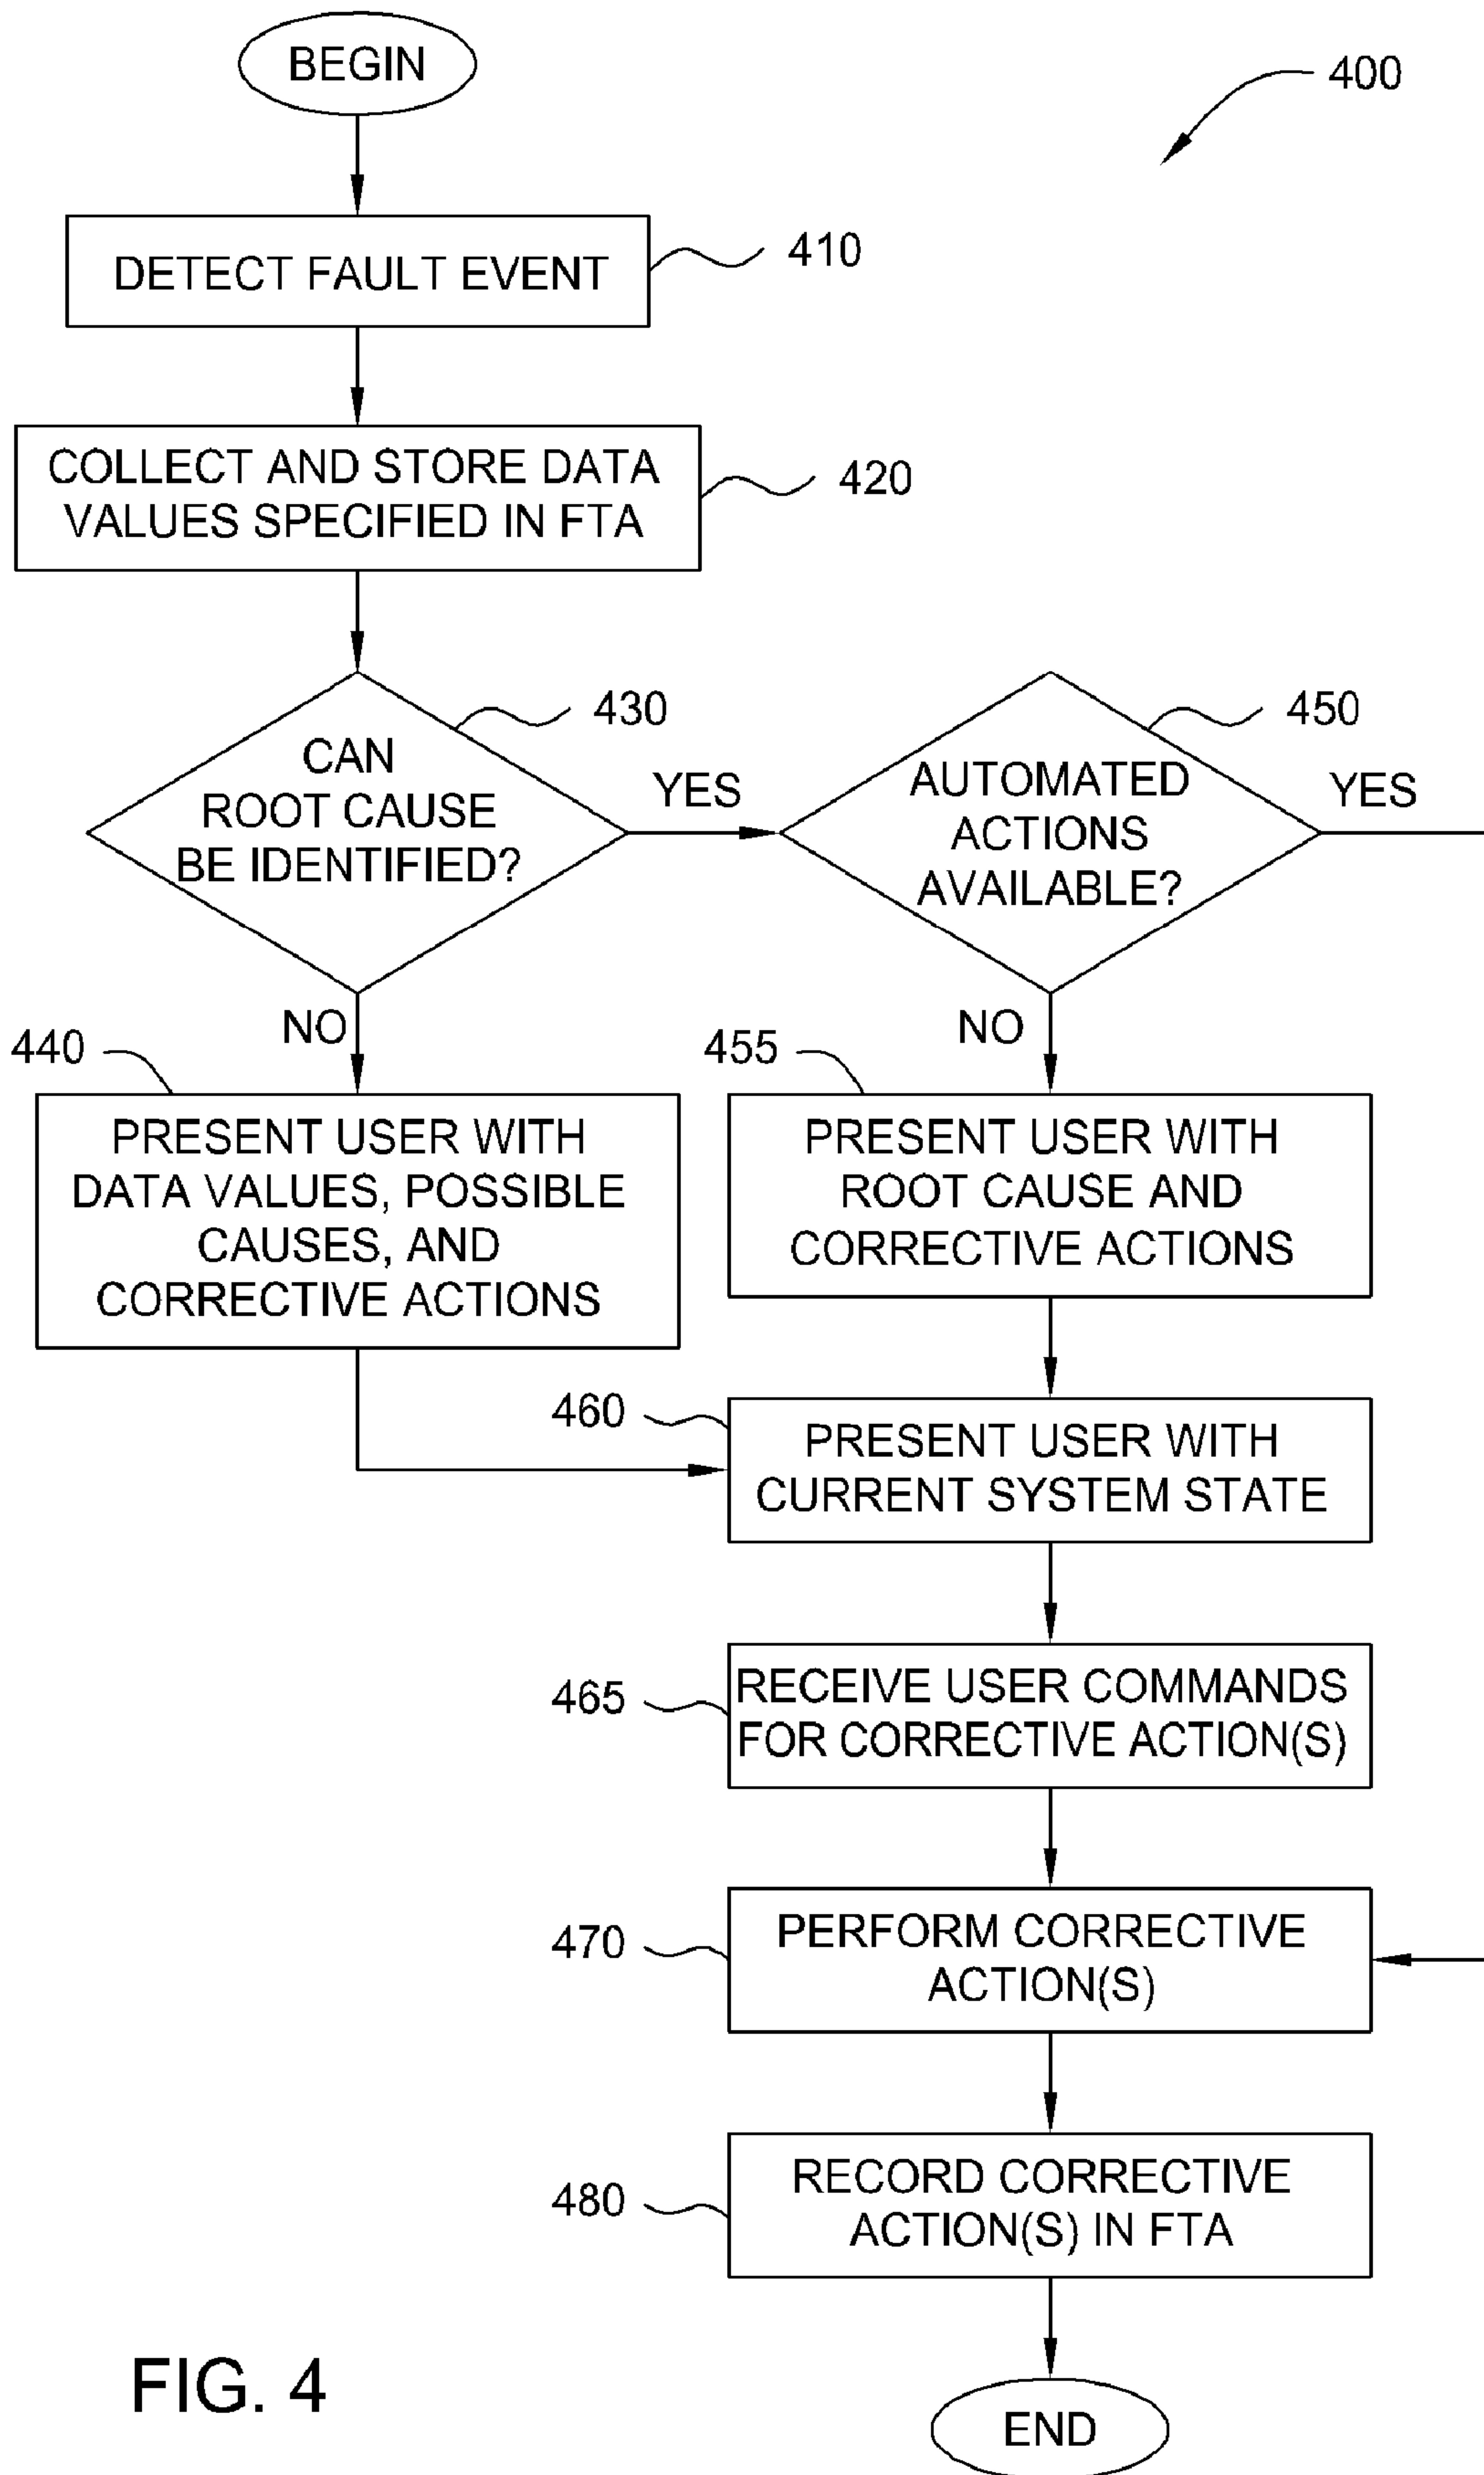 BEGIN
400
DETECT FAULT EVENT
410
COLLECT AND STORE DATA
VALUES SPECIFIED IN FTA
420
CAN
ROOT CAUSE
BE IDENTIFIED?
430
YES
NO
AUTOMATED
ACTIONS
AVAILABLE?
450
YES
NO
440
PRESENT USER WITH
DATA VALUES, POSSIBLE
CAUSES, AND
CORRECTIVE ACTIONS
455
PRESENT USER WITH
ROOT CAUSE AND
CORRECTIVE ACTIONS
460
PRESENT USER WITH
CURRENT SYSTEM STATE
465
RECEIVE USER COMMANDS
FOR CORRECTIVE ACTION(S)
470
PERFORM CORRECTIVE
ACTION(S)
480
RECORD CORRECTIVE
ACTION(S) IN FTA
END
FIG. 4